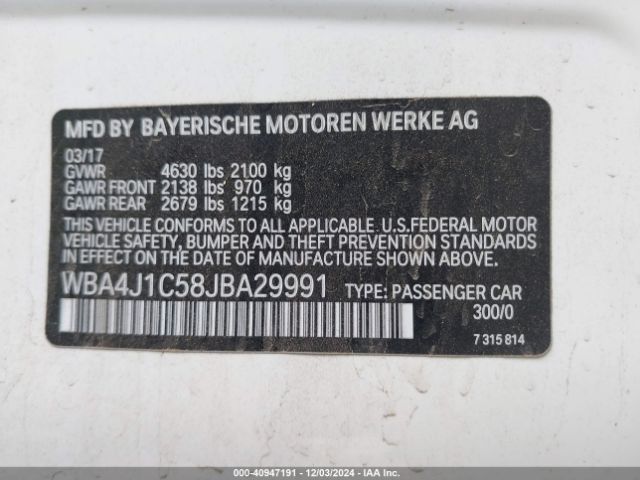 MFD BY BAYERISCHE MOTOREN WERKE AG
03/17
GVWR 4630 lbs 2100 kg
GAWR FRONT 2138 lbs 970 kg
GAWR REAR 2679 lbs 1215 kg
THIS VEHICLE CONFORMS TO ALL APPLICABLE U.S.FEDERAL MOTOR
VEHICLE SAFETY, BUMPER AND THEFT PREVENTION STANDARDS
IN EFFECT ON THE DATE OF MANUFACTURE SHOWN ABOVE.
WBA4J1C58JBA29991 TYPE: PASSENGER CAR
300/0
7 315 814
000-40947191 - 12/03/2024 - IAAI.COM